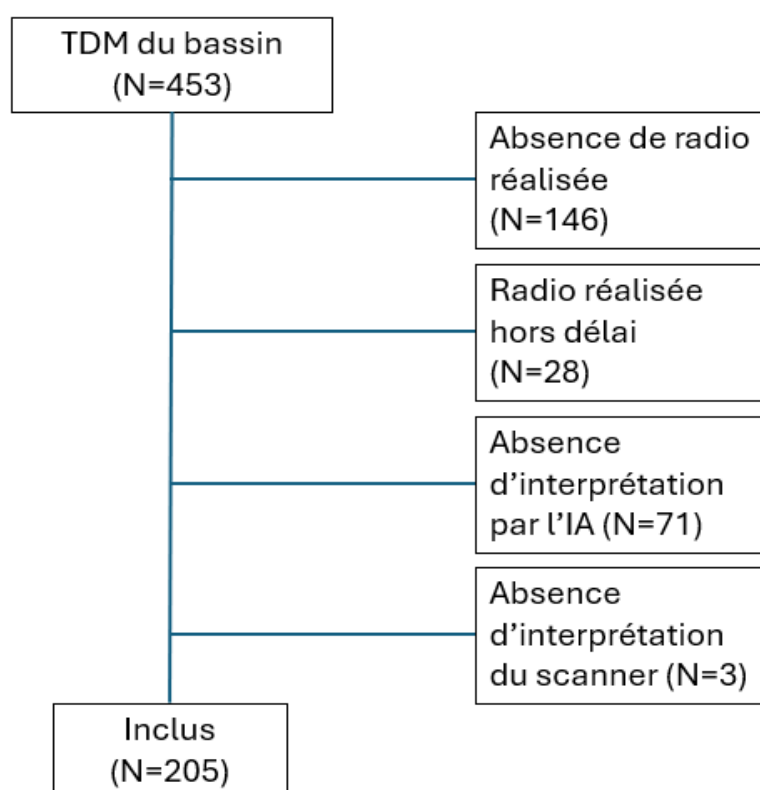 TDM du bassin
(N=453)
Absence de radio
réalisée
(N=146)
Radio réalisée
hors délai
(N=28)
Absence
d’interprétation
par l’IA (N=71)
Absence
d’interprétation
du scanner (N=3)
Inclus
(N=205)